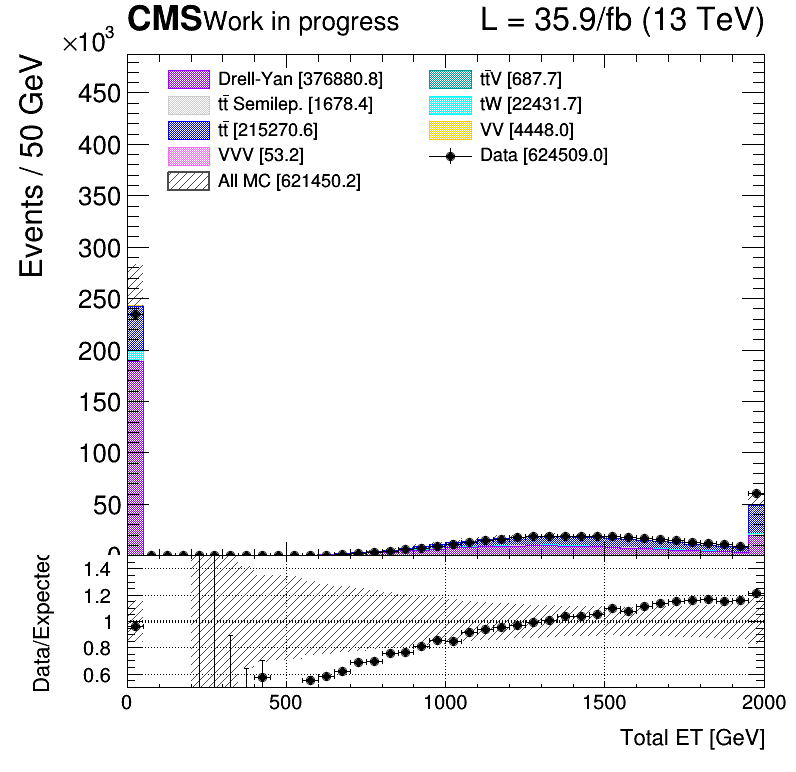 CMS Work in progress L = 35.9/fb (13 TeV)
×10³
Events / 50 GeV
Drell-Yan [376880.8]
tt̄ Semilep. [1678.4]
tt̄ [215270.6]
VVV [53.2]
All MC [621450.2]
tt̄V [687.7]
tW [22431.7]
VV [4448.0]
Data [624509.0]
450
400
350
300
250
200
150
100
50
0
Data/Expected
1.4
1.2
1
0.8
0.6
0 500 1000 1500 2000
Total ET [GeV]